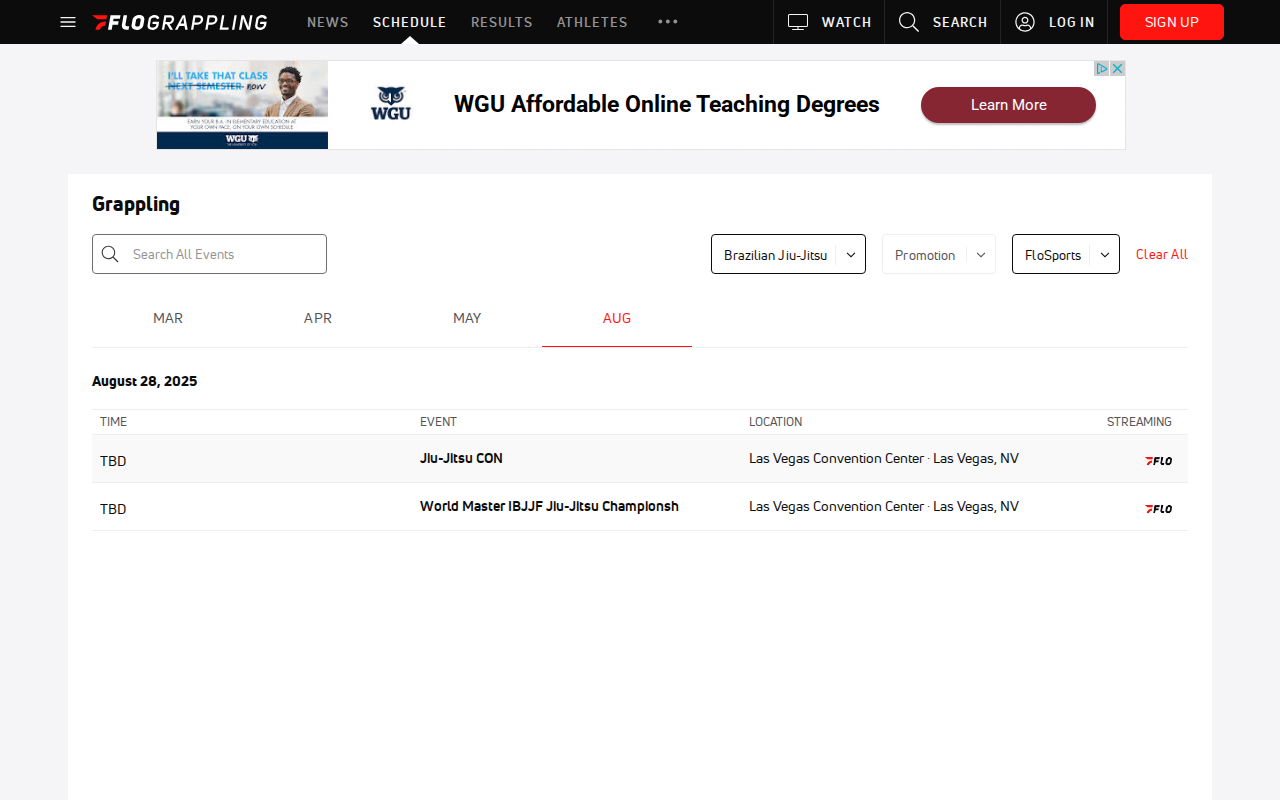 FLOGRAPPLING NEWS SCHEDULE RESULTS ATHLETES WATCH SEARCH LOG IN SIGN UP
I'LL TAKE THAT CLASS
NEXT SEMESTER now
EARN YOUR B.A. IN ELEMENTARY EDUCATION AT
YOUR OWN PACE, ON YOUR OWN SCHEDULE
WGU
WGU
WGU Affordable Online Teaching Degrees
Learn More
Grappling
Search All Events
Brazilian Jiu-Jitsu
Promotion
FloSports
Clear All
MAR APR MAY AUG
August 28, 2025
TIME EVENT LOCATION STREAMING
TBD Jiu-Jitsu CON Las Vegas Convention Center · Las Vegas, NV FLO
TBD World Master IBJJF Jiu-Jitsu Championsh Las Vegas Convention Center · Las Vegas, NV FLO